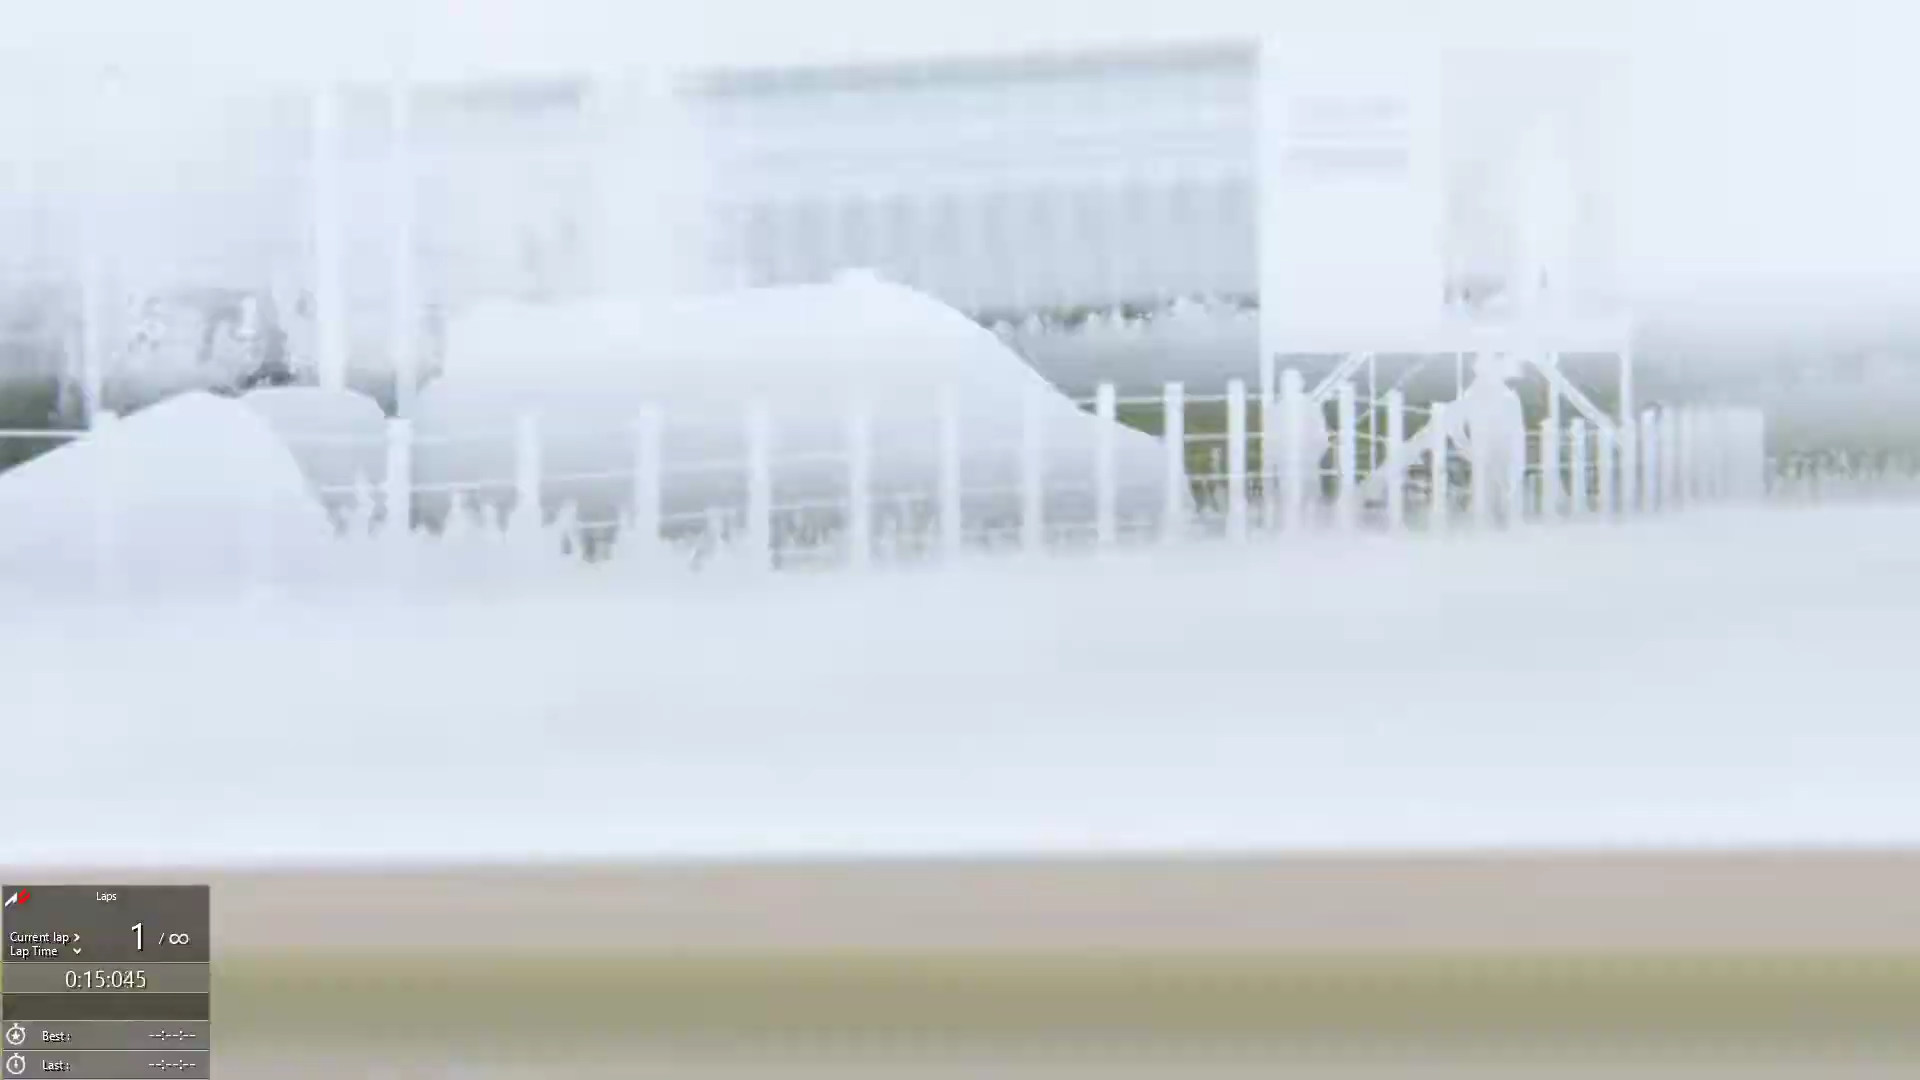 Laps
Current lap > 1 / ∞
Lap Time
0:15:045
Best: --:--:--
Last: --:--:--